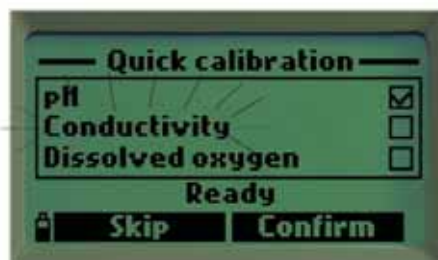 Quick calibration
pH
Conductivity
Dissolved oxygen
Ready
Skip Confirm